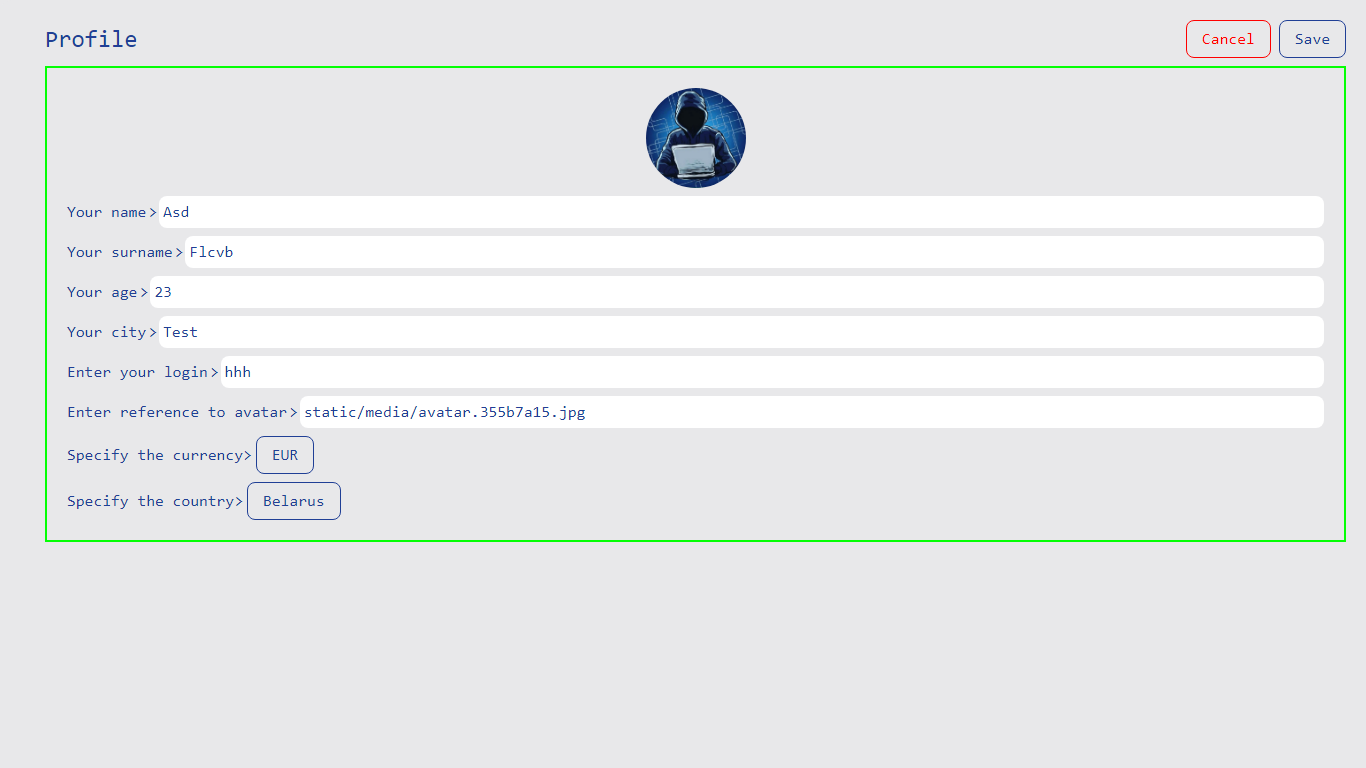 Profile
Cancel Save
Your name> Asd
Your surname> Flcvb
Your age> 23
Your city> Test
Enter your login> hhh
Enter reference to avatar> static/media/avatar.355b7a15.jpg
Specify the currency> EUR
Specify the country> Belarus